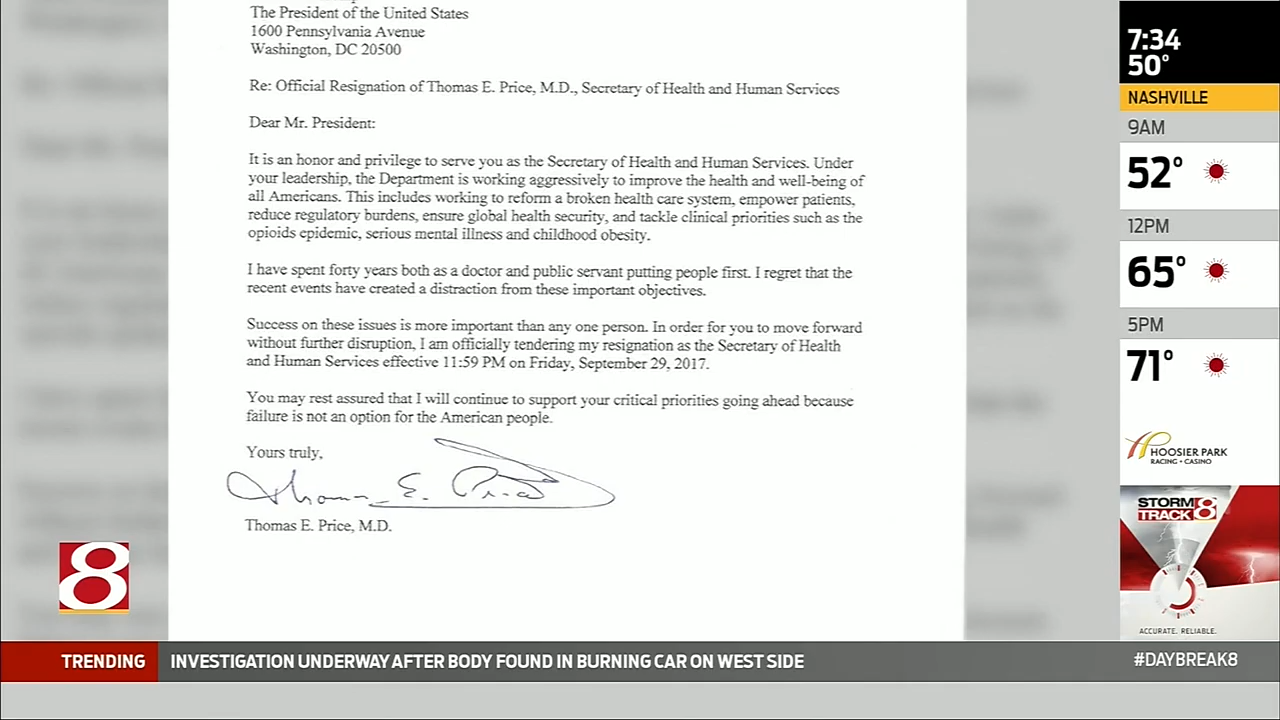 The President of the United States
1600 Pennsylvania Avenue
Washington, DC 20500
Re: Official Resignation of Thomas E. Price, M.D., Secretary of Health and Human Services
Dear Mr. President:
It is an honor and privilege to serve you as the Secretary of Health and Human Services. Under
your leadership, the Department is working aggressively to improve the health and well-being of
all Americans. This includes working to reform a broken health care system, empower patients,
reduce regulatory burdens, ensure global health security, and tackle clinical priorities such as the
opioids epidemic, serious mental illness and childhood obesity.
I have spent forty years both as a doctor and public servant putting people first. I regret that the
recent events have created a distraction from these important objectives.
Success on these issues is more important than any one person. In order for you to move forward
without further disruption, I am officially tendering my resignation as the Secretary of Health
and Human Services effective 11:59 PM on Friday, September 29, 2017.
You may rest assured that I will continue to support your critical priorities going ahead because
failure is not an option for the American people.
Yours truly,
Thomas E. Price
Thomas E. Price, M.D.
8
TRENDING INVESTIGATION UNDERWAY AFTER BODY FOUND IN BURNING CAR ON WEST SIDE
#DAYBREAK8
7:34
50°
NASHVILLE
9AM
52°
12PM
65°
5PM
71°
HOOSIER PARK
RACING • CASINO
STORM
TRACK 8
ACCURATE. RELIABLE.